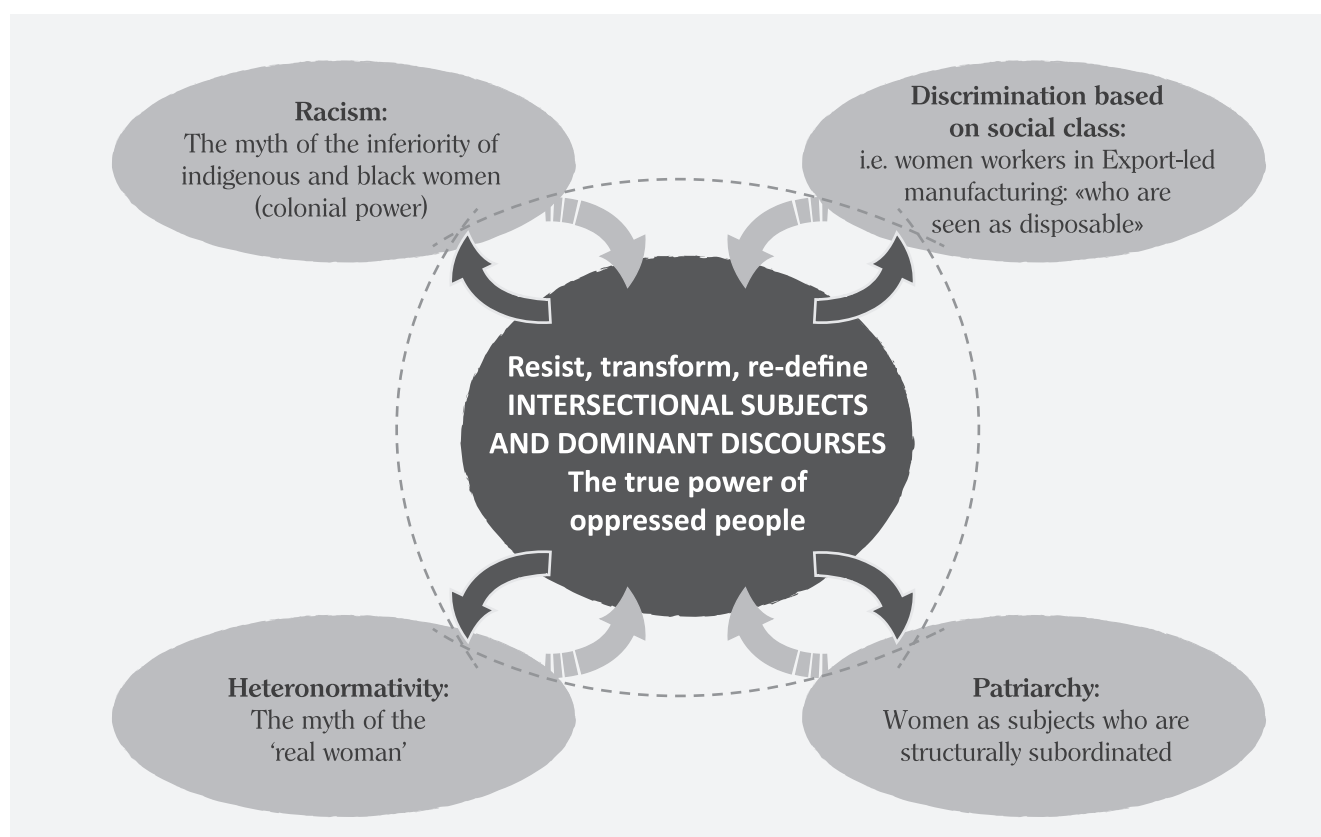 Racism:
The myth of the inferiority of
indigenous and black women
(colonial power)
Discrimination based
on social class:
i.e. women workers in Export-led
manufacturing: «who are
seen as disposable»
Resist, transform, re-define
INTERSECTIONAL SUBJECTS
AND DOMINANT DISCOURSES
The true power of
oppressed people
Heteronormativity:
The myth of the
‘real woman’
Patriarchy:
Women as subjects who are
structurally subordinated